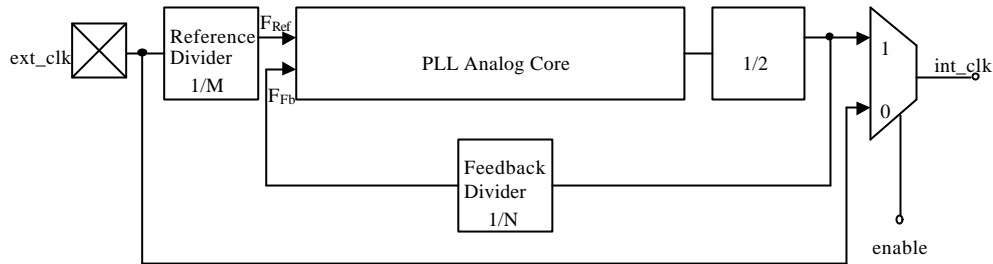 ext_clk
Reference
Divider
1/M
F_Ref
F_Fb
PLL Analog Core
1/2
1
0
int_clk
Feedback
Divider
1/N
enable